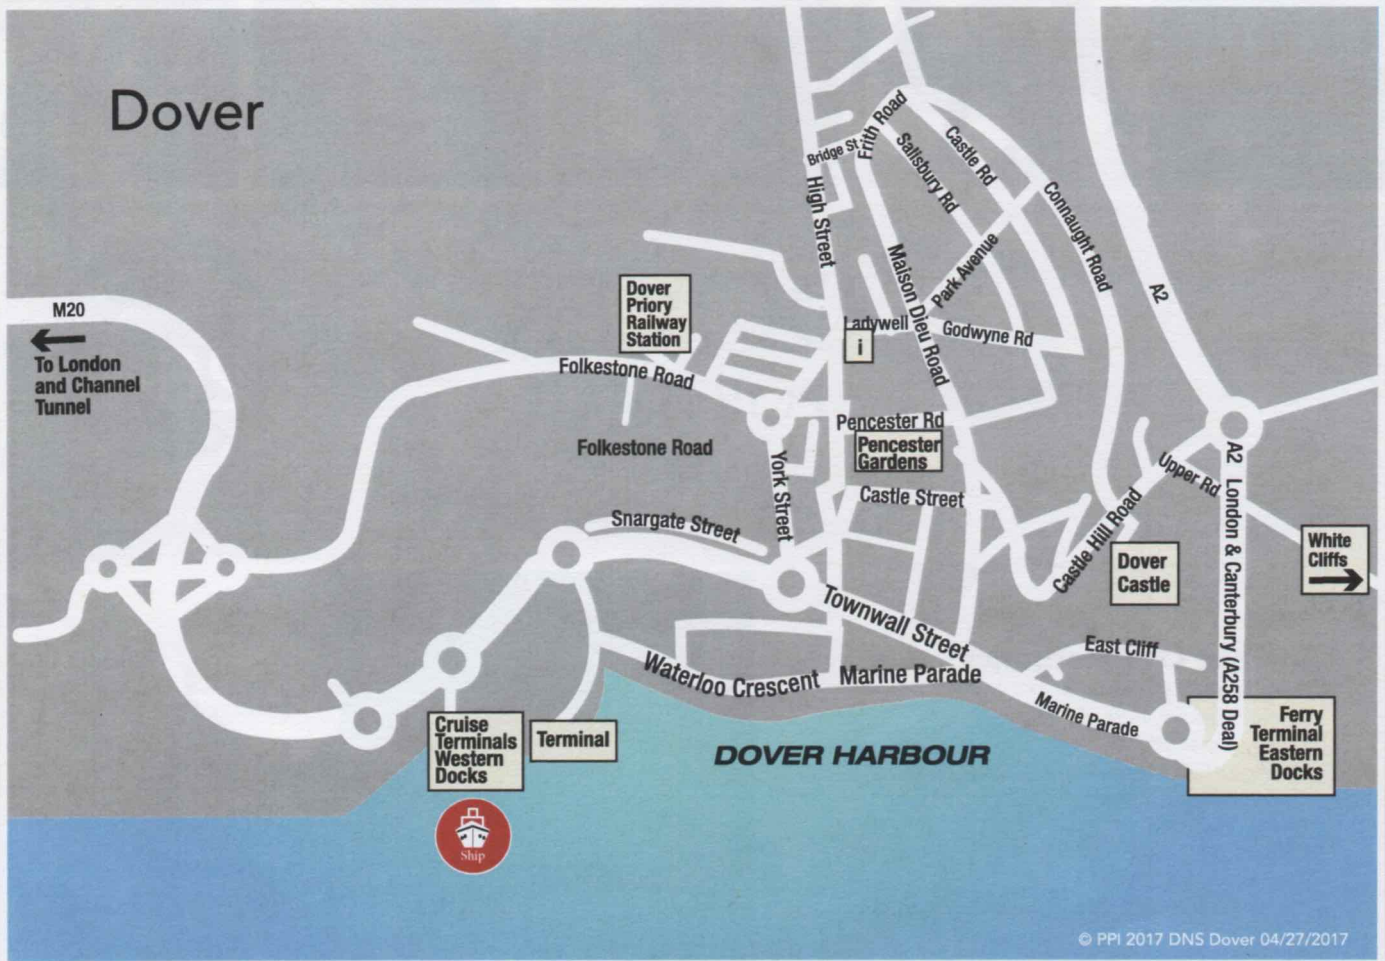 Dover
M20
To London
and Channel
Tunnel
Dover
Priory
Railway
Station
Folkestone Road
Folkestone Road
Bridge St
Frith Road
Salisbury Rd
Castle Rd
Connaught Road
High Street
Maison Dieu Road
Park Avenue
A2
Ladywell
i
Godwyne Rd
Pencester Rd
Pencester
Gardens
York Street
Castle Street
Snargate Street
Castle Hill Road
Upper Rd
A2 London & Canterbury (A258 Deal)
White
Cliffs
Dover
Castle
Townwall Street
East Cliff
Waterloo Crescent
Marine Parade
Marine Parade
Cruise
Terminals
Western
Docks
Terminal
Ferry
Terminal
Eastern
Docks
DOVER HARBOUR
Ship
© PPI 2017 DNS Dover 04/27/2017